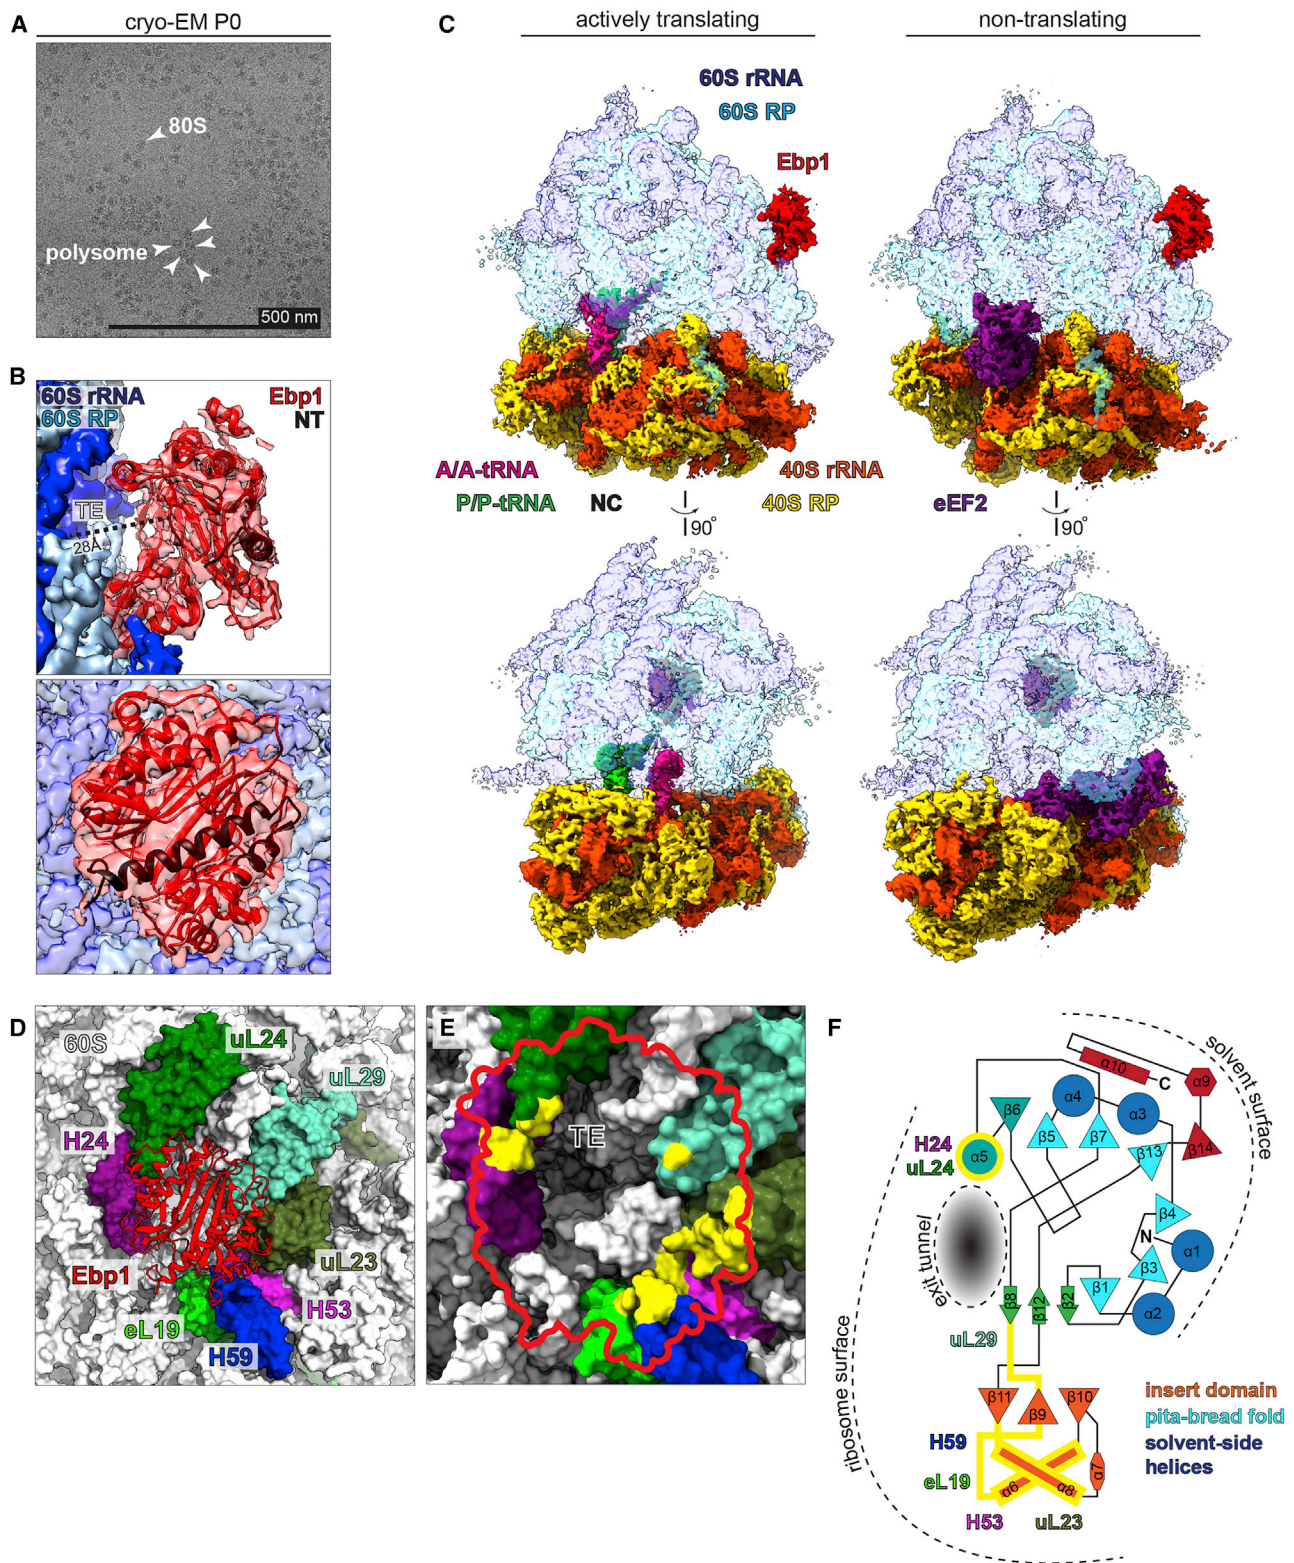 A
cryo-EM P0
80S
polysome
500 nm
B
60S rRNA
60S RP
Ebp1
NT
TE
28Å
C
actively translating
non-translating
60S rRNA
60S RP
Ebp1
A/A-tRNA
P/P-tRNA
NC
40S rRNA
40S RP
eEF2
90°
90°
D
60S
uL24
uL29
H24
Ebp1
uL23
eL19
H53
H59
E
TE
F
solvent surface
α10
C
α9
α4
α3
β6
β5
β7
β13
β14
H24
uL24
α5
β4
N
α1
β3
exit tunnel
β1
α2
β8
β12
β2
uL29
ribosome surface
β11
β9
β10
H59
eL19
α6
α8
α7
H53
uL23
insert domain
pita-bread fold
solvent-side
helices